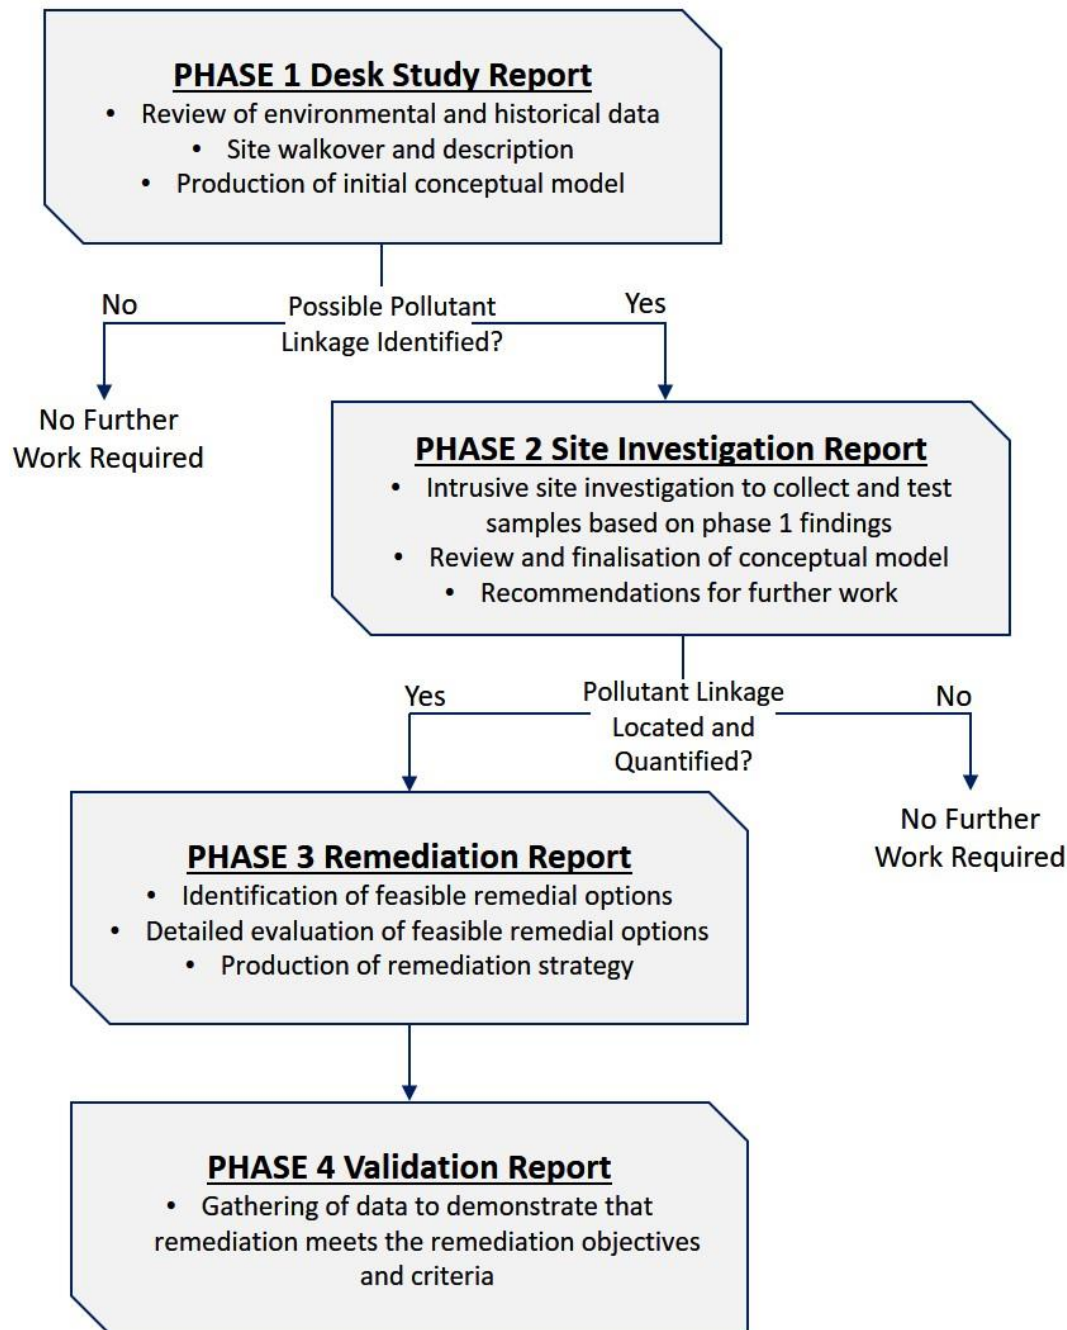 PHASE 1 Desk Study Report
• Review of environmental and historical data
• Site walkover and description
• Production of initial conceptual model
No
Possible Pollutant
Linkage Identified?
Yes
No Further
Work Required
PHASE 2 Site Investigation Report
• Intrusive site investigation to collect and test
samples based on phase 1 findings
• Review and finalisation of conceptual model
• Recommendations for further work
Yes
Pollutant Linkage
Located and
Quantified?
No
No Further
Work Required
PHASE 3 Remediation Report
• Identification of feasible remedial options
• Detailed evaluation of feasible remedial options
• Production of remediation strategy
PHASE 4 Validation Report
• Gathering of data to demonstrate that
remediation meets the remediation objectives
and criteria